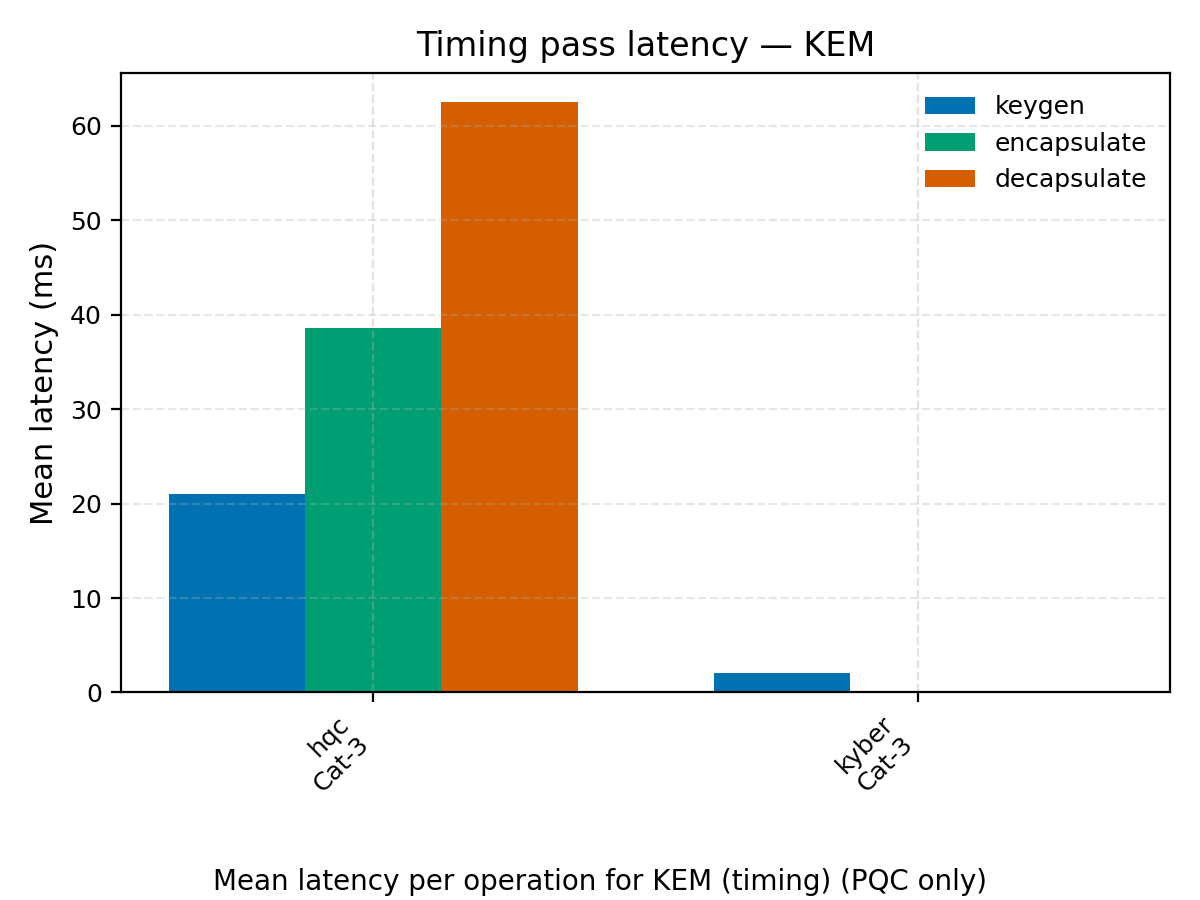 Timing pass latency — KEM
keygen
encapsulate
decapsulate
Mean latency (ms)
60
50
40
30
20
10
0
hqc
Cat-3
kyber
Cat-3
Mean latency per operation for KEM (timing) (PQC only)